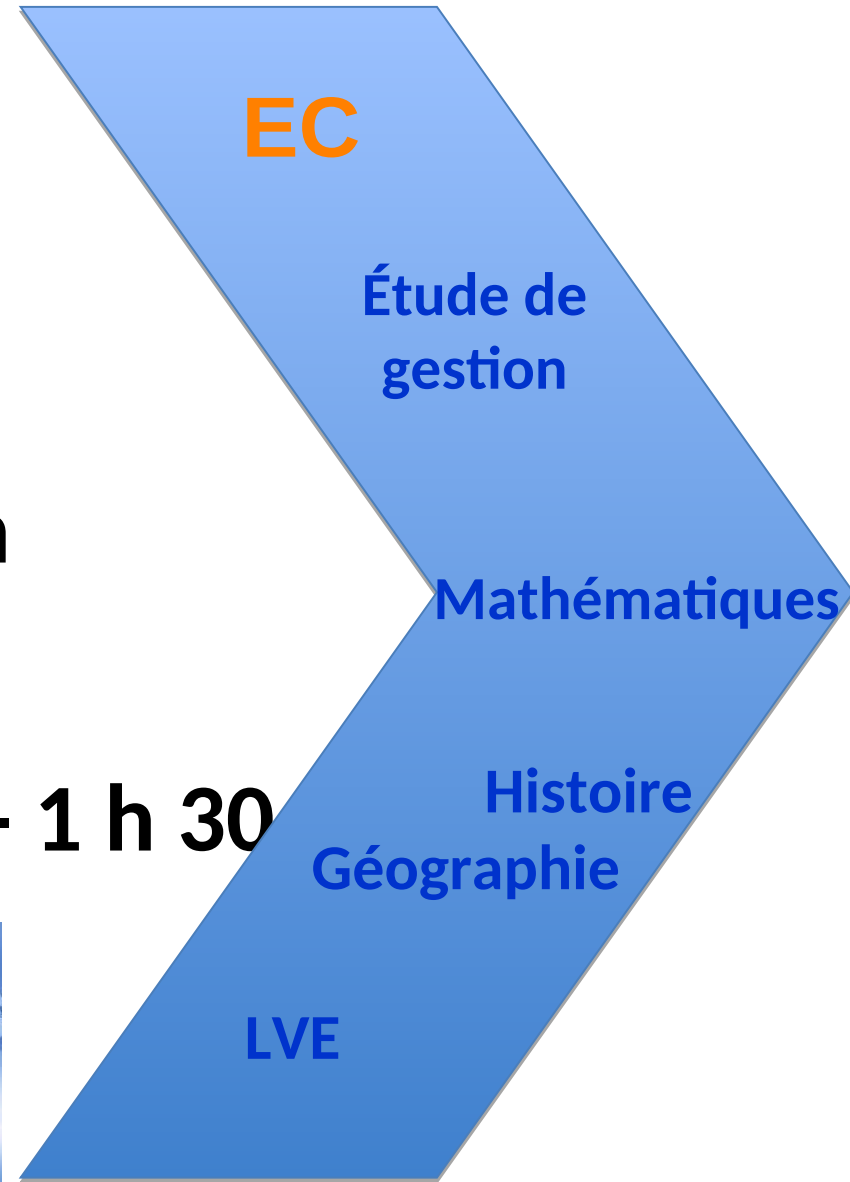 EC
Étude de
gestion
Mathématiques
- 1 h 30
Histoire
Géographie
LVE